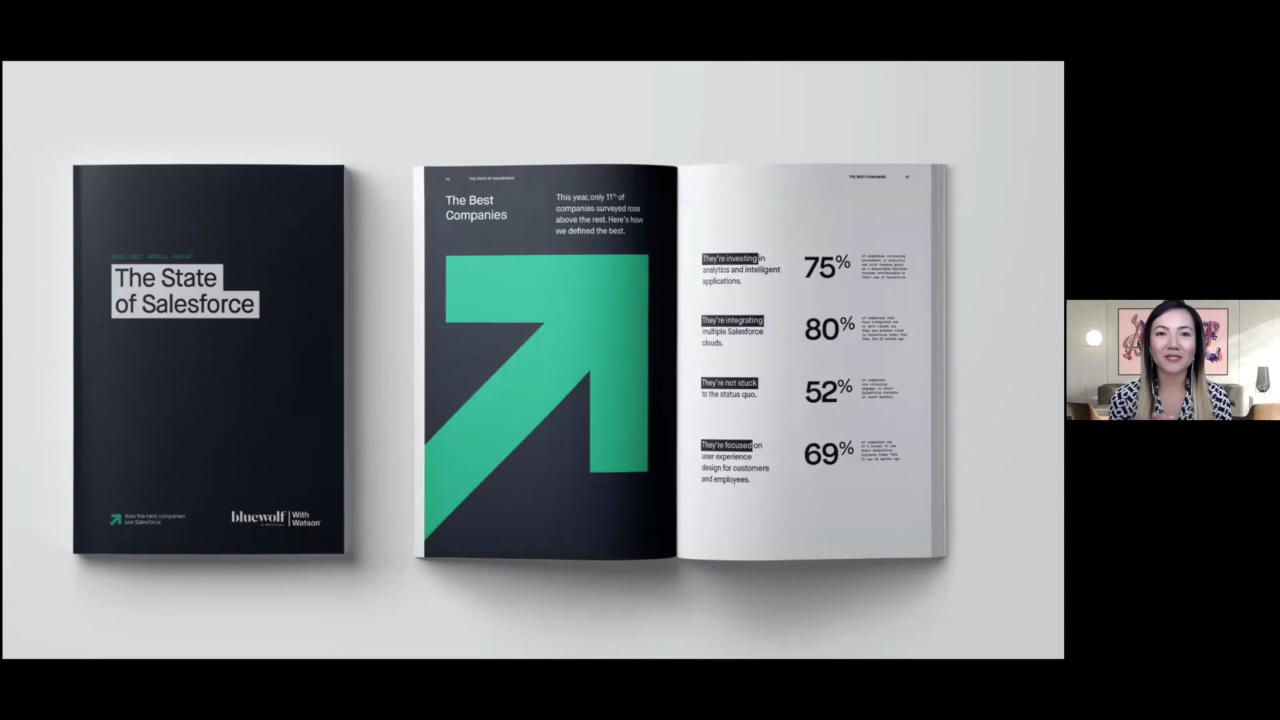 2016-2017 ANNUAL REPORT
The State
of Salesforce
How the best companies
use Salesforce
bluewolf
With
Watson
THE STATE OF SALESFORCE
The Best
Companies
This year, only 11% of
companies surveyed rose
above the rest. Here's how
we defined the best.
THE BEST COMPANIES
They're investing in
analytics and intelligent
applications.
75%
They're integrating
multiple Salesforce
clouds.
80%
They're not stuck
to the status quo.
52%
They're focused on
user experience
design for customers
and employees.
69%